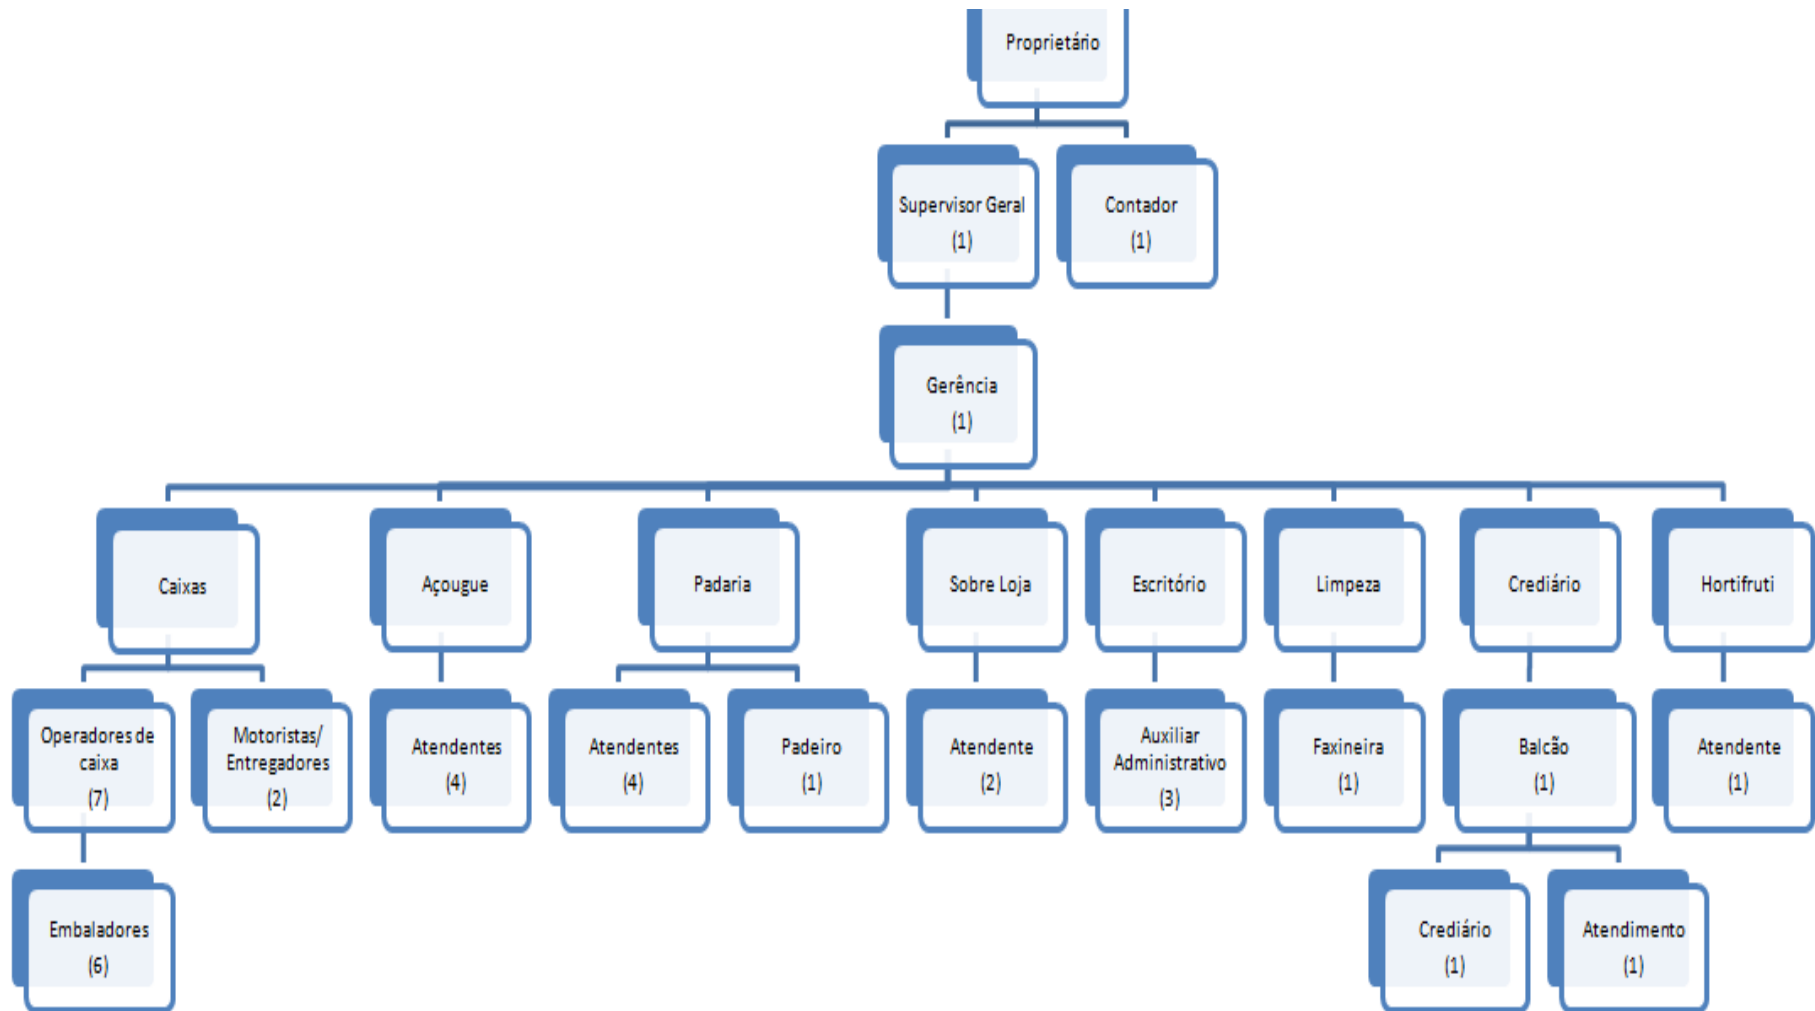 Proprietário
Supervisor Geral
(1)
Contador
(1)
Gerência
(1)
Caixas
Açougue
Padaria
Sobre Loja
Escritório
Limpeza
Crediário
Hortifruti
Operadores de
caixa
(7)
Motoristas/
Entregadores
(2)
Atendentes
(4)
Atendentes
(4)
Padeiro
(1)
Atendente
(2)
Auxiliar
Administrativo
(3)
Faxineira
(1)
Balcão
(1)
Atendente
(1)
Embaladores
(6)
Crediário
(1)
Atendimento
(1)